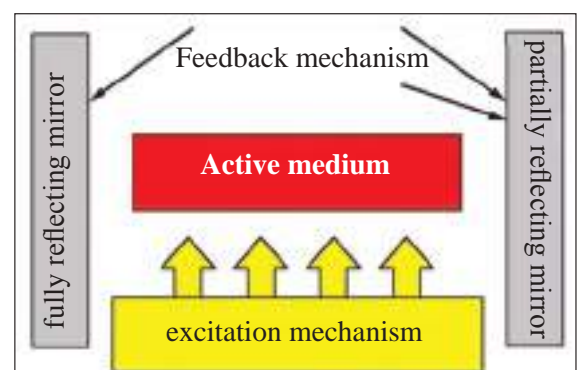 Feedback mechanism
fully reflecting mirror
partially reflecting mirror
Active medium
excitation mechanism